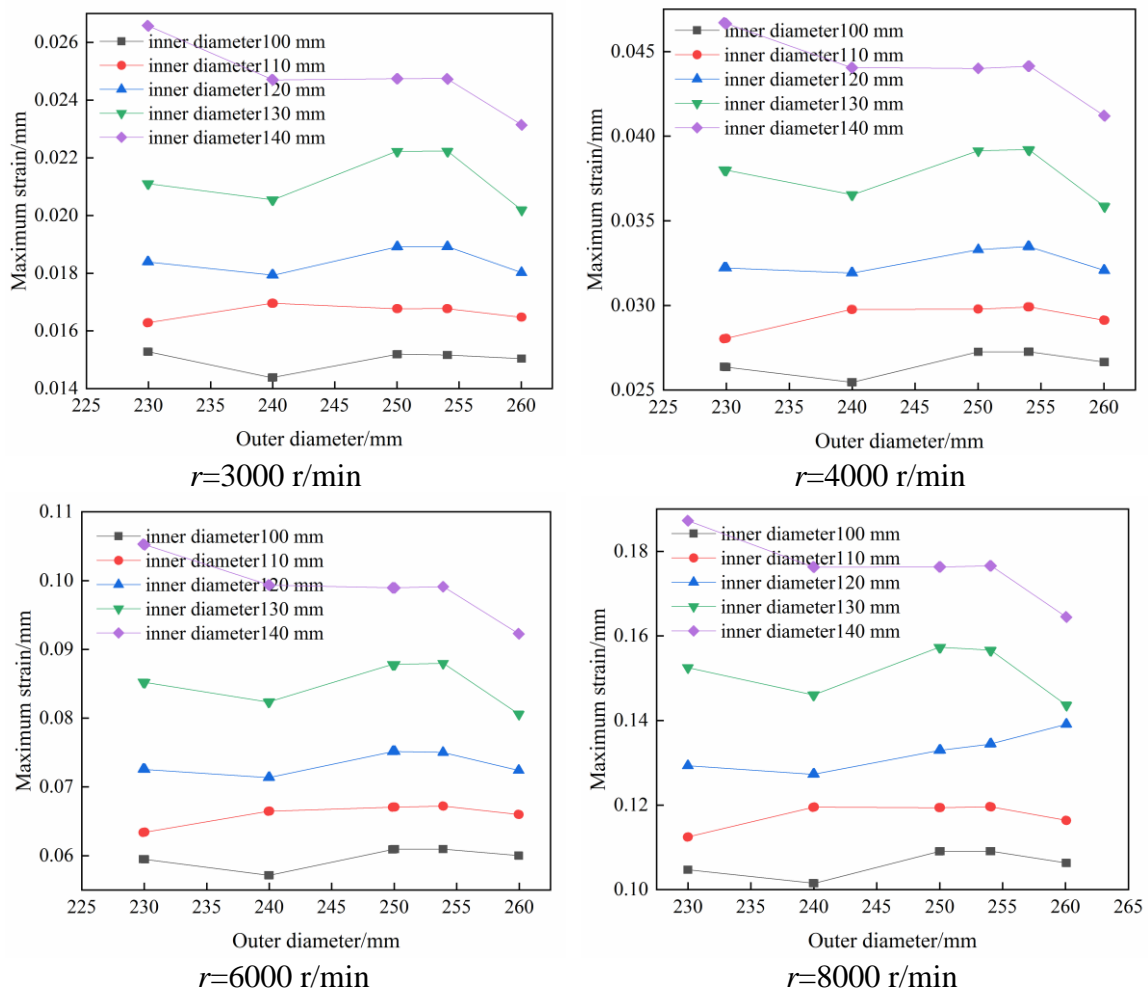 0.026
0.024
0.022
0.020
0.018
0.016
0.014
Maximum strain/mm
inner diameter100 mm
inner diameter110 mm
inner diameter120 mm
inner diameter130 mm
inner diameter140 mm
225 230 235 240 245 250 255 260
Outer diameter/mm
r=3000 r/min
0.045
0.040
0.035
0.030
0.025
Maximum strain/mm
inner diameter100 mm
inner diameter110 mm
inner diameter120 mm
inner diameter130 mm
inner diameter140 mm
225 230 235 240 245 250 255 260
Outer diameter/mm
r=4000 r/min
0.11
0.10
0.09
0.08
0.07
0.06
Maximum strain/mm
inner diameter100 mm
inner diameter110 mm
inner diameter120 mm
inner diameter130 mm
inner diameter140 mm
225 230 235 240 245 250 255 260
Outer diameter/mm
r=6000 r/min
0.18
0.16
0.14
0.12
0.10
Maximum strain/mm
inner diameter100 mm
inner diameter110 mm
inner diameter120 mm
inner diameter130 mm
inner diameter140 mm
230 235 240 245 250 255 260 265
Outer diameter/mm
r=8000 r/min